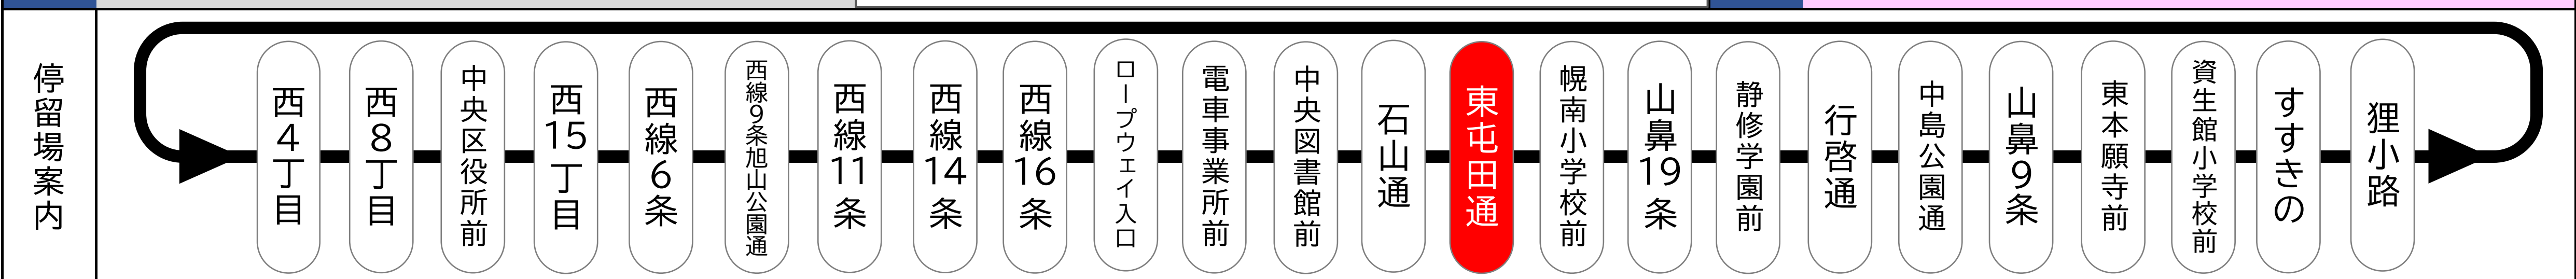 停留場案内
西4丁目
西8丁目
中央区役所前
西15丁目
西線6条
西線9条旭山公園通
西線11条
西線14条
西線16条
ロープウェイ入口
電車事業所前
中央図書館前
石山通
東屯田通
幌南小学校前
山鼻19条
静修学園前
行啓通
中島公園通
山鼻9条
東本願寺前
資生館小学校前
すすきの
狸小路